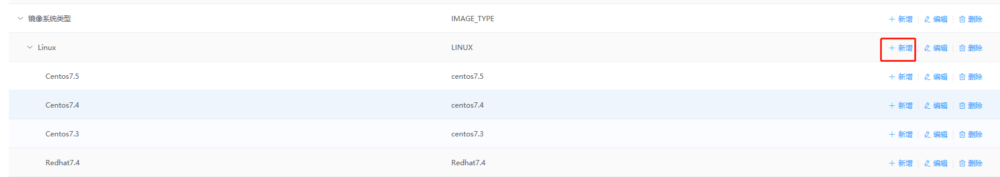 镜像系统类型 IMAGE_TYPE 新增 编辑 删除
Linux LINUX 新增 编辑 删除
Centos7.5 centos7.5 新增 编辑 删除
Centos7.4 centos7.4 新增 编辑 删除
Centos7.3 centos7.3 新增 编辑 删除
Redhat7.4 Redhat7.4 新增 编辑 删除